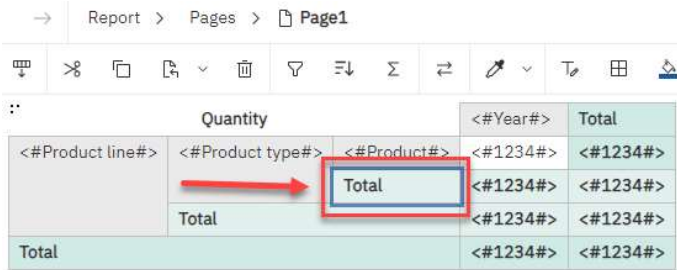 Report > Pages > Page1
Quantity <#Year#> Total
<#Product line#> <#Product type#> <#Product#> <#1234#> <#1234#>
Total <#1234#> <#1234#>
Total <#1234#> <#1234#>
Total <#1234#> <#1234#>